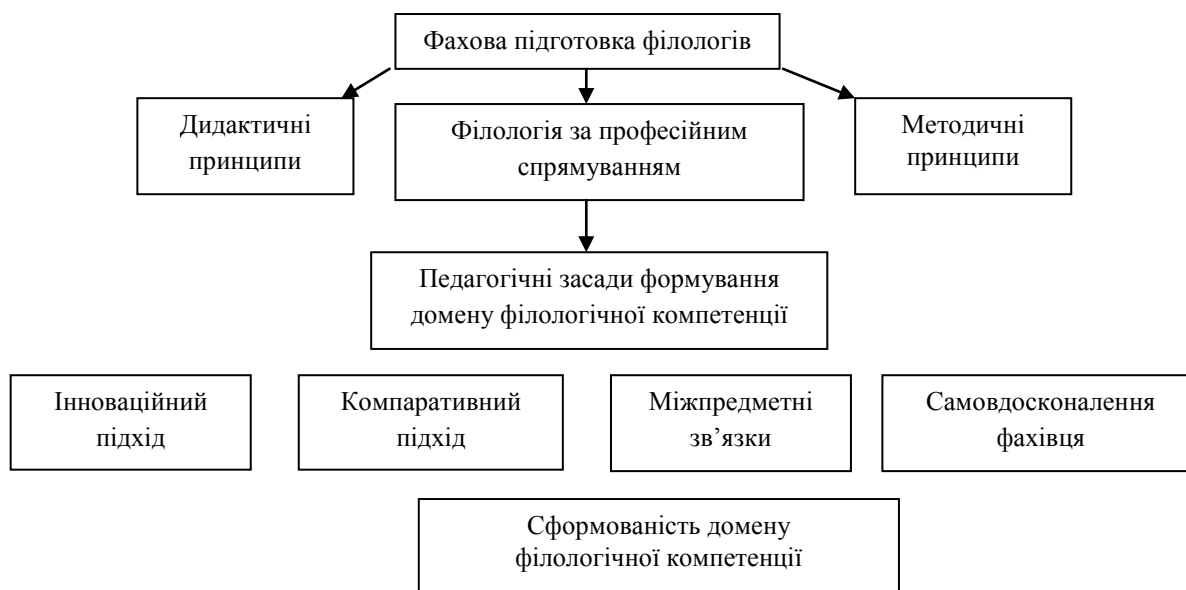 Фахова підготовка філологів
Дидактичні
принципи
Філологія за професійним
спрямуванням
Методичні
принципи
Педагогічні засади формування
домену філологічної компетенції
Інноваційний
підхід
Компаративний
підхід
Міжпредметні
зв’язки
Самовдосконалення
фахівця
Сформованість домену
філологічної компетенції